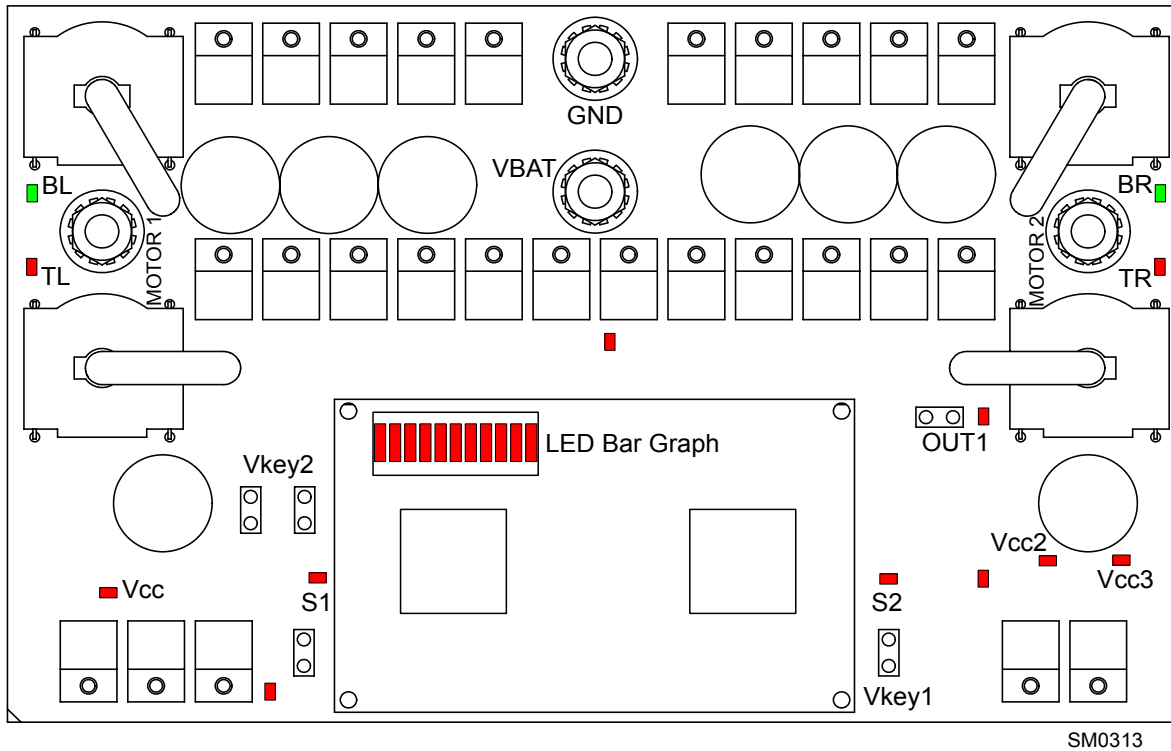 GND
VBAT
BL
BR
MOTOR 1
MOTOR 2
TL
TR
LED Bar Graph
OUT1
Vkey2
Vcc2
Vcc3
Vcc
S1
S2
Vkey1
SM0313